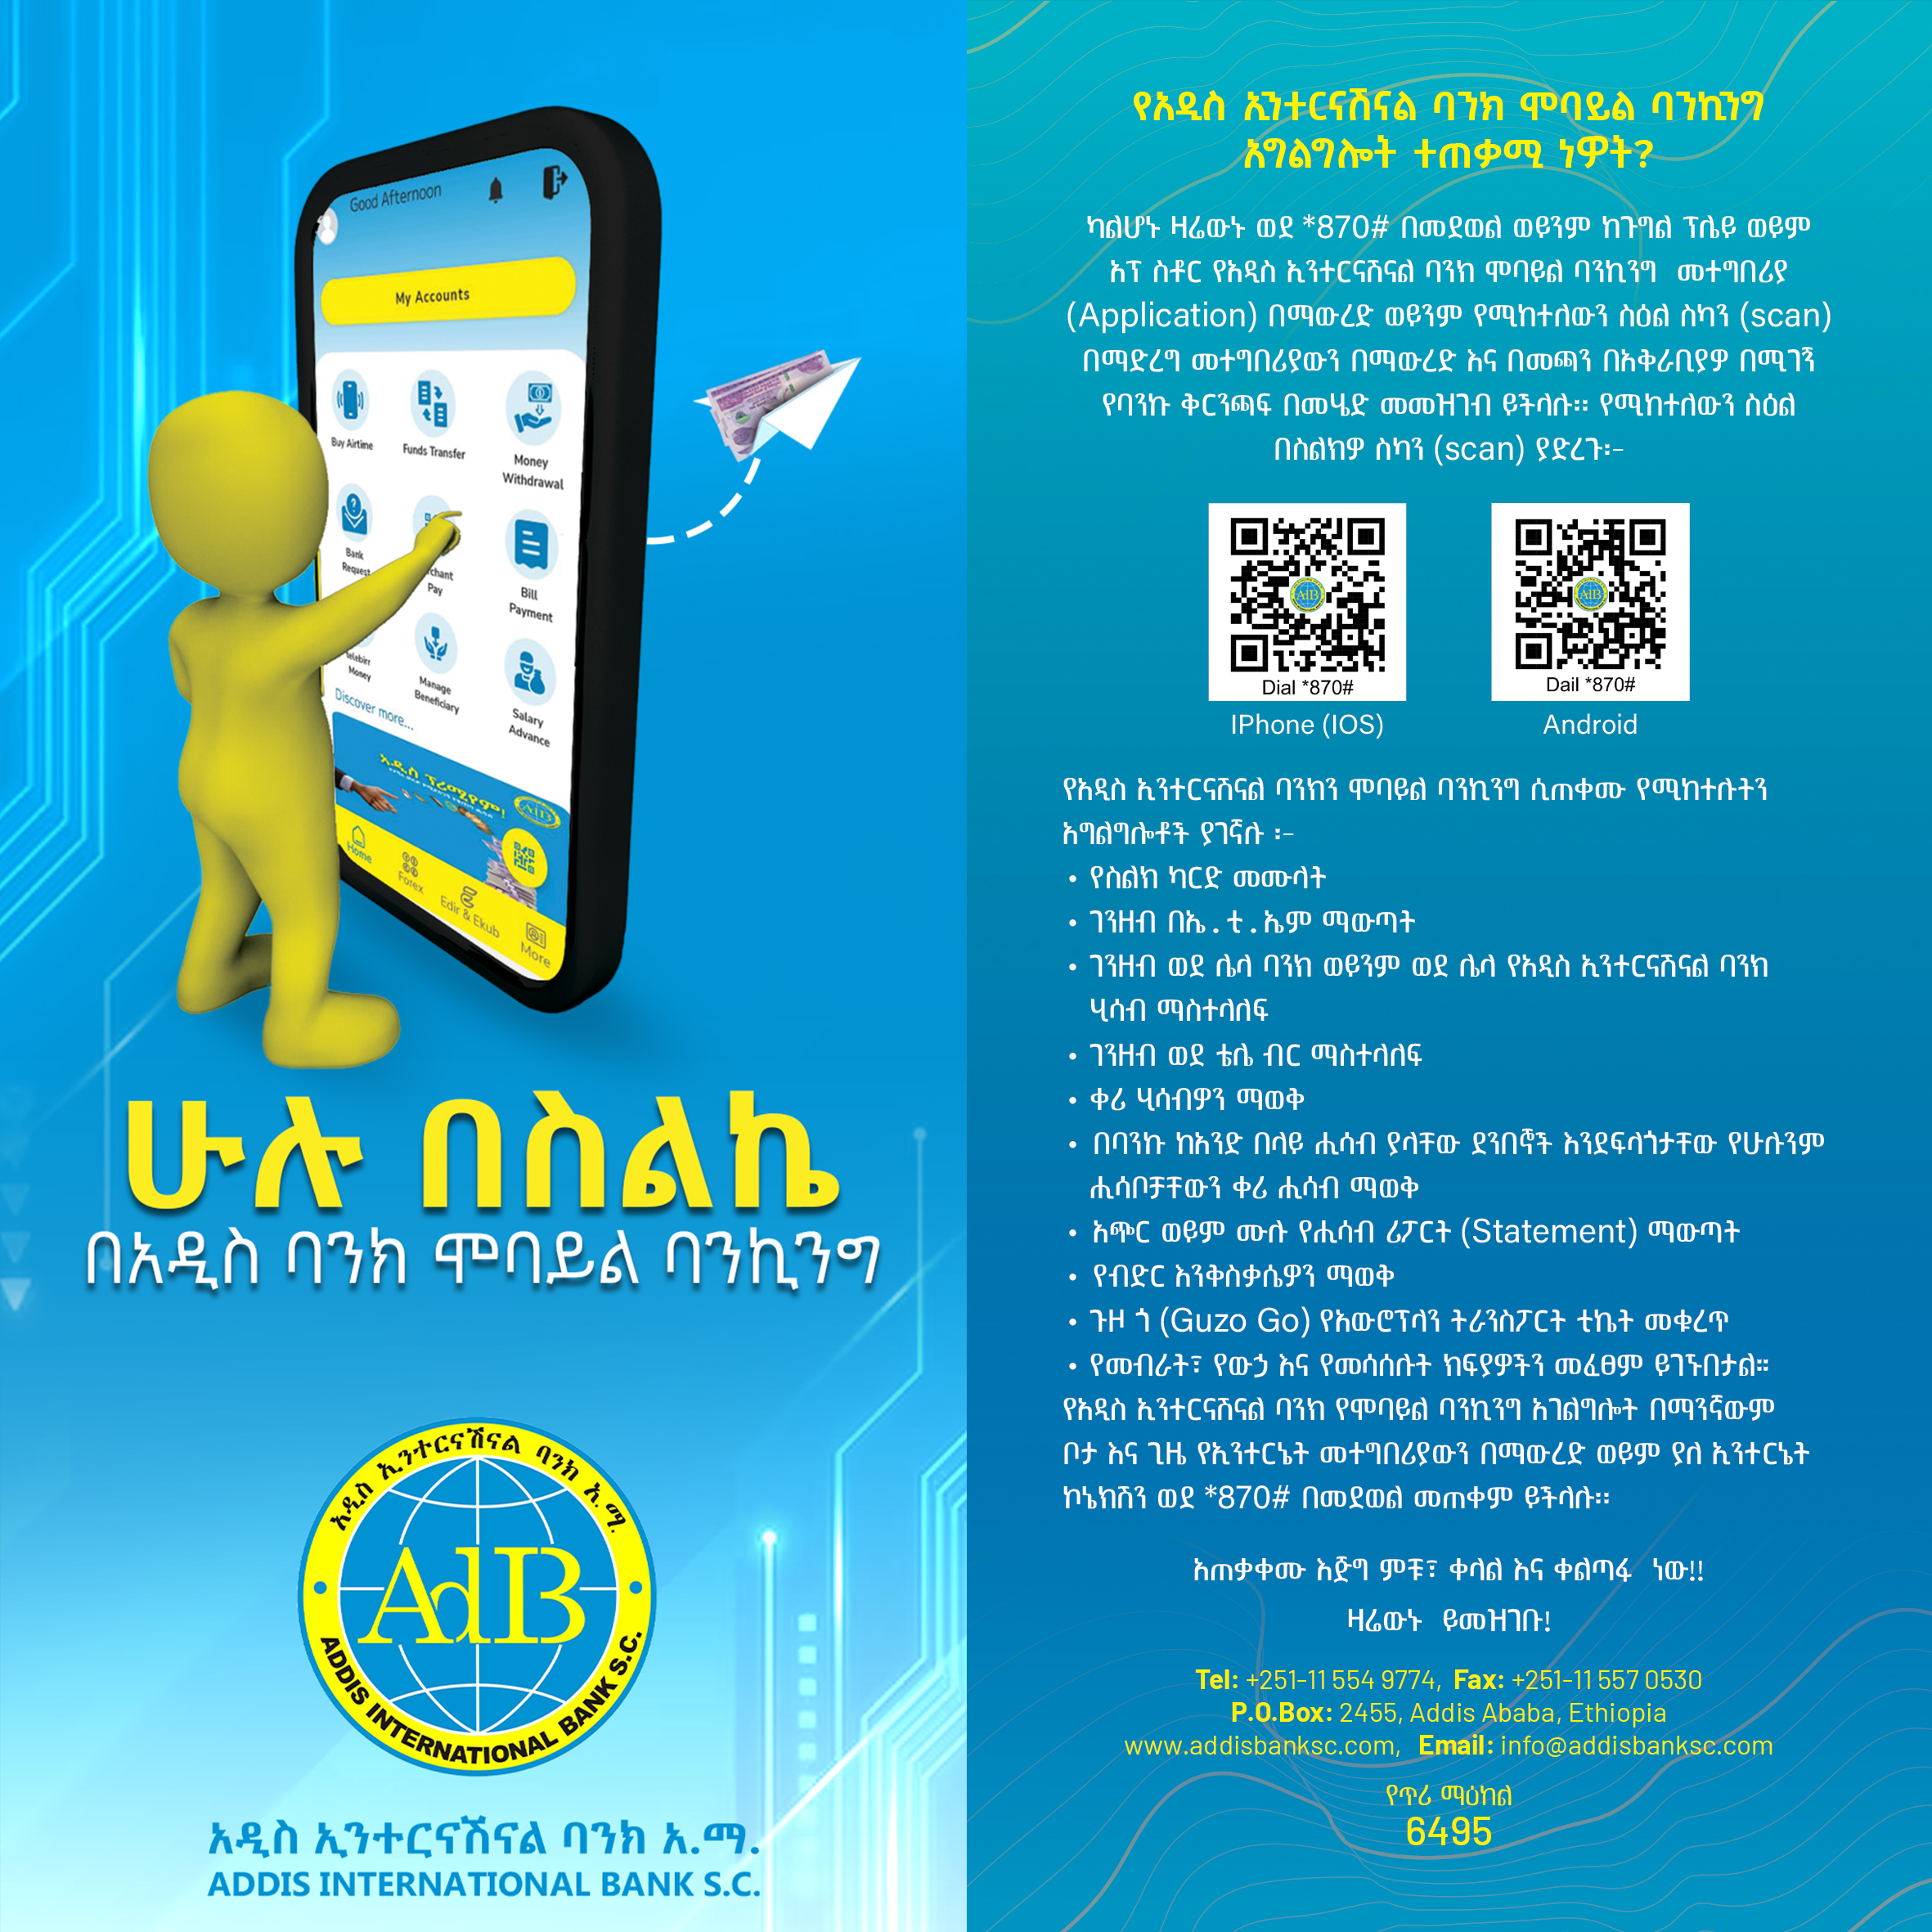 Good Afternoon
My Accounts
Buy Airtime
Funds Transfer
Money
Withdrawal
Bank
Request
Pay
Bill
Payment
Money
Manage
Beneficiary
Salary
Advance
Discover more...
አዲስ ፕሪሚየም!
AdB
Home
Forex
Edir & Ekub
More
ሁሉ በስልኬ
በአዲስ ባንክ ሞባይል ባንኪንግ
አዲስ ኢንተርናሽናል ባንክ አ.ማ.
AdIB
ADDIS INTERNATIONAL BANK S.C.
አዲስ ኢንተርናሽናል ባንክ አ.ማ.
ADDIS INTERNATIONAL BANK S.C.
የአዲስ ኢንተርናሽናል ባንክ ሞባይል ባንኪንግ
አግልግሎት ተጠቃሚ ነዎት?
ካልሆኑ ዛሬውኑ ወደ *870# በመደወል ወይንም ከጉግል ፕሌይ ወይም
አፕ ስቶር የአዲስ ኢንተርናሽናል ባንክ ሞባይል ባንኪንግ መተግበሪያ
(Application) በማውረድ ወይንም የሚከተለውን ስዕል ስካን (scan)
በማድረግ መተግበሪያውን በማውረድ እና በመጫን በአቅራቢያዎ በሚገኝ
የባንኩ ቅርንጫፍ በመሄድ መመዝገብ ይችላሉ፡፡ የሚከተለውን ስዕል
በስልክዎ ስካን (scan) ያድረጉ፡-
AdIB
Dial *870#
IPhone (IOS)
AdIB
Dail *870#
Android
የአዲስ ኢንተርናሽናል ባንክን ሞባይል ባንኪንግ ሲጠቀሙ የሚከተሉትን
አግልግሎቶች ያገኛሉ ፡-
• የስልክ ካርድ መሙላት
• ገንዘብ በኤ.ቲ.ኤም ማውጣት
• ገንዘብ ወደ ሌላ ባንክ ወይንም ወደ ሌላ የአዲስ ኢንተርናሽናል ባንክ
ሂሳብ ማስተላለፍ
• ገንዘብ ወደ ቴሌ ብር ማስተላለፍ
• ቀሪ ሂሳብዎን ማወቅ
• በባንኩ ከአንድ በላይ ሒሳብ ያላቸው ደንበኞች እንደፍላጎታቸው የሁሉንም
ሒሳቦቻቸውን ቀሪ ሒሳብ ማወቅ
• አጭር ወይም ሙሉ የሒሳብ ሪፖርት (Statement) ማውጣት
• የብድር እንቅስቃሴዎን ማወቅ
• ጉዞ ጎ (Guzo Go) የአውሮፕላን ትራንስፖርት ቲኬት መቁረጥ
• የመብራት፣ የውኃ እና የመሳሰሉት ክፍያዎችን መፈፀም ይገኙበታል።
የአዲስ ኢንተርናሽናል ባንክ የሞባይል ባንኪንግ አገልግሎት በማንኛውም
ቦታ እና ጊዜ የኢንተርኔት መተግበሪያውን በማውረድ ወይም ያለ ኢንተርኔት
ኮኔክሽን ወደ *870# በመደወል መጠቀም ይችላሉ፡፡
አጠቃቀሙ እጅግ ምቹ፣ ቀላል እና ቀልጣፋ ነው!!
ዛሬውኑ ይመዝገቡ!
Tel: +251-11 554 9774, Fax: +251-11 557 0530
P.O.Box: 2455, Addis Ababa, Ethiopia
www.addisbanksc.com, Email: info@addisbanksc.com
የጥሪ ማዕከል
6495